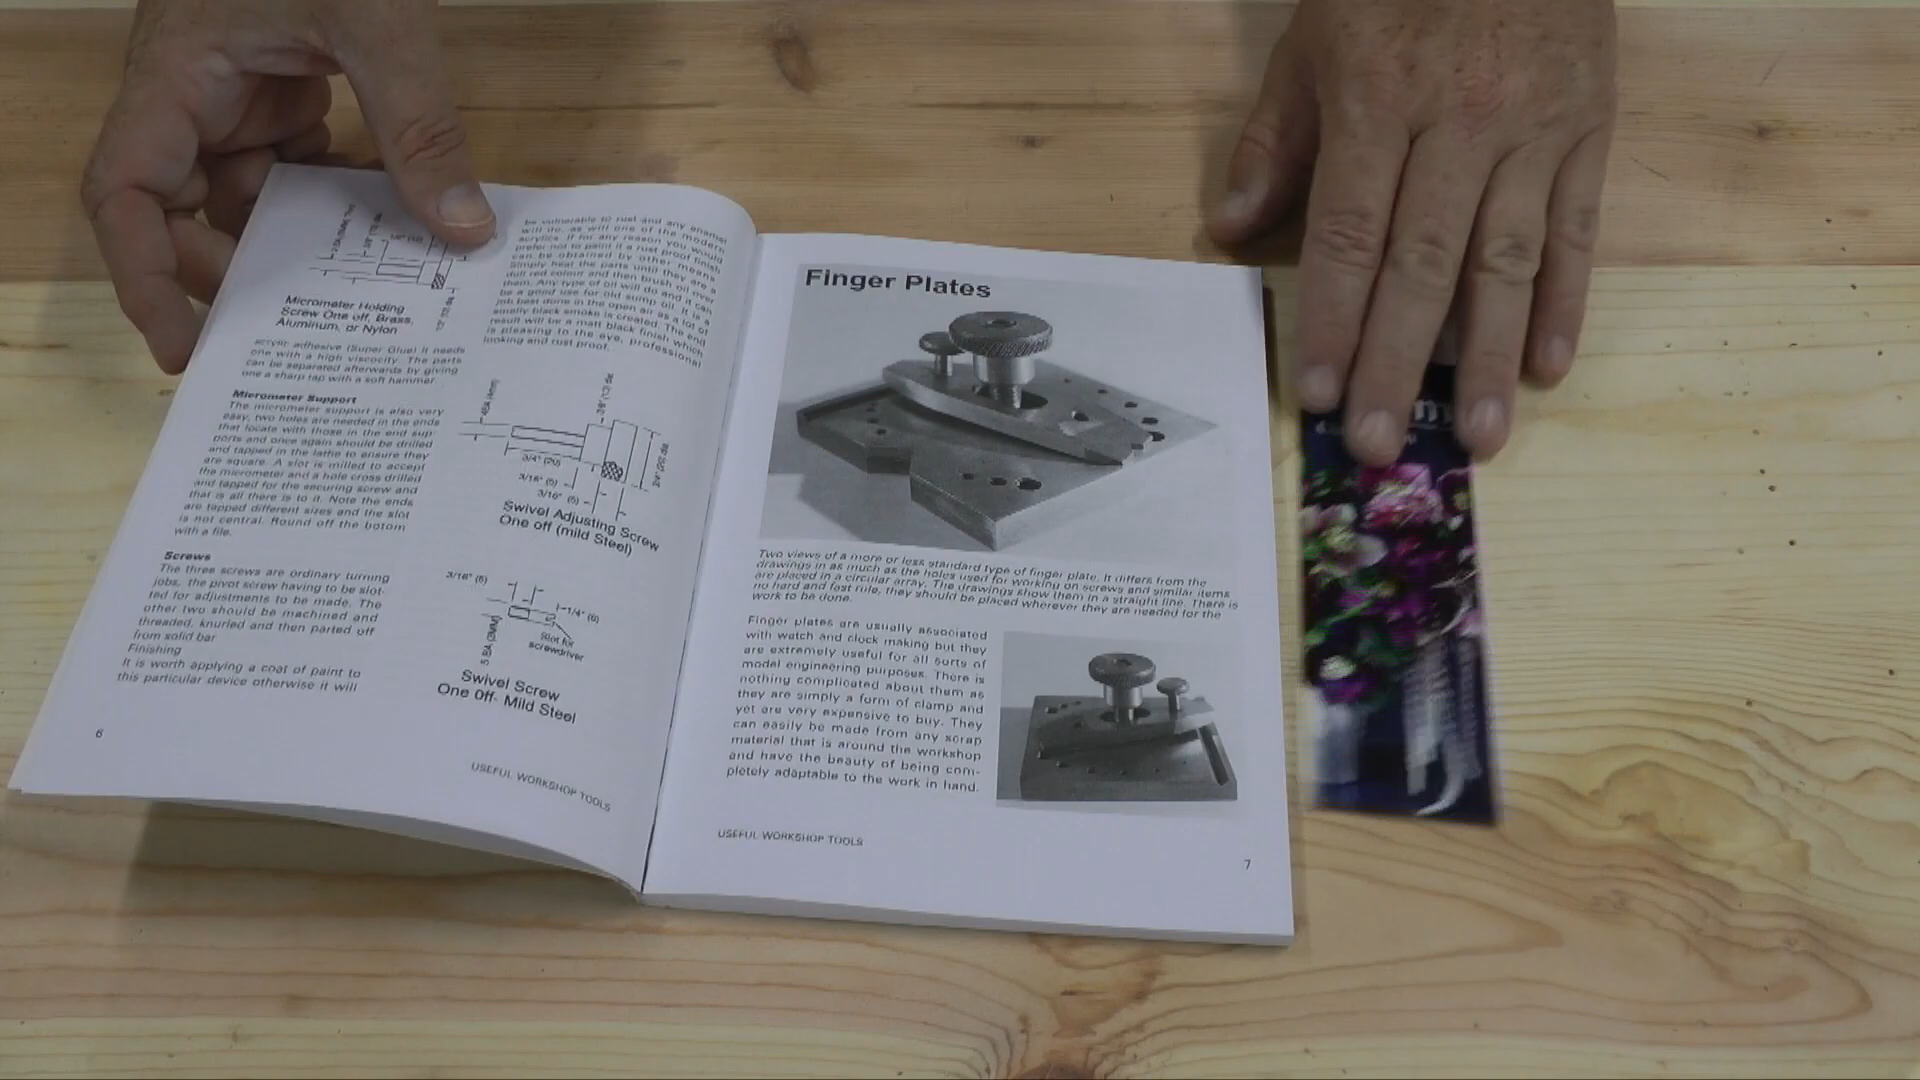 Micrometer Holding
Screw One off, Brass,
Aluminum, or Nylon
acrylic adhesive (Super Glue) it needs
one with a high viscosity. The parts
can be separated afterwards by giving
one a sharp tap with a soft hammer
Micrometer Support
The micrometer support is also very
easy, two holes are needed in the ends
that locate with those in the end sup-
ports and once again should be drilled
and tapped in the lathe to ensure they
are square. A slot is milled to accept
the micrometer and a hole cross drilled
and tapped for the securing screw and
that is all there is to it. Note the ends
are tapped different sizes and the slot
is not central. Round off the botom
with a file.
Screws
The three screws are ordinary turning
jobs, the pivot screw having to be slot-
ted for adjustments to be made. The
other two should be machined and
threaded, knurled and then parted off
from solid bar
Finishing
It is worth applying a coat of paint to
this particular device otherwise it will
6
be vulnerable to rust and any enamel
will do, as will one of the modern
acrylics. If for any reason you would
prefer not to paint it a rust proof finish
can be obtained by other means
Simply heat the parts until they are a
dull red colour and then brush oil over
them. Any type of oil will do and it can
be a good use for old sump oil. It is a
job best done in the open air as a lot of
smelly black smoke is created. The end
result will be a matt black finish which
is pleasing to the eye, professional
looking and rust proof.
3/4" (20)
3/16" (5)
3/16" (5)
Swivel Adjusting Screw
One off (mild Steel)
3/16" (5)
1/4" (6)
5 BA (3MM)
Slot for
screwdriver
Swivel Screw
One 0ff- Mild Steel
USEFUL WORKSHOP TOOLS
Finger Plates
Two views of a more or less standard type of finger plate. It differs from the
drawings in as much as the holes used for working on screws and similar items
are placed in a circular array. The drawings show them in a straight line. There is
no hard and fast rule, they should be placed wherever they are needed for the
work to be done.
Finger plates are usually associated
with watch and clock making but they
are extremely useful for all sorts of
model engineering purposes. There is
nothing complicated about them as
they are simply a form of clamp and
yet are very expensive to buy. They
can easily be made from any scrap
material that is around the workshop
and have the beauty of being com-
pletely adaptable to the work in hand.
USEFUL WORKSHOP TOOLS
7